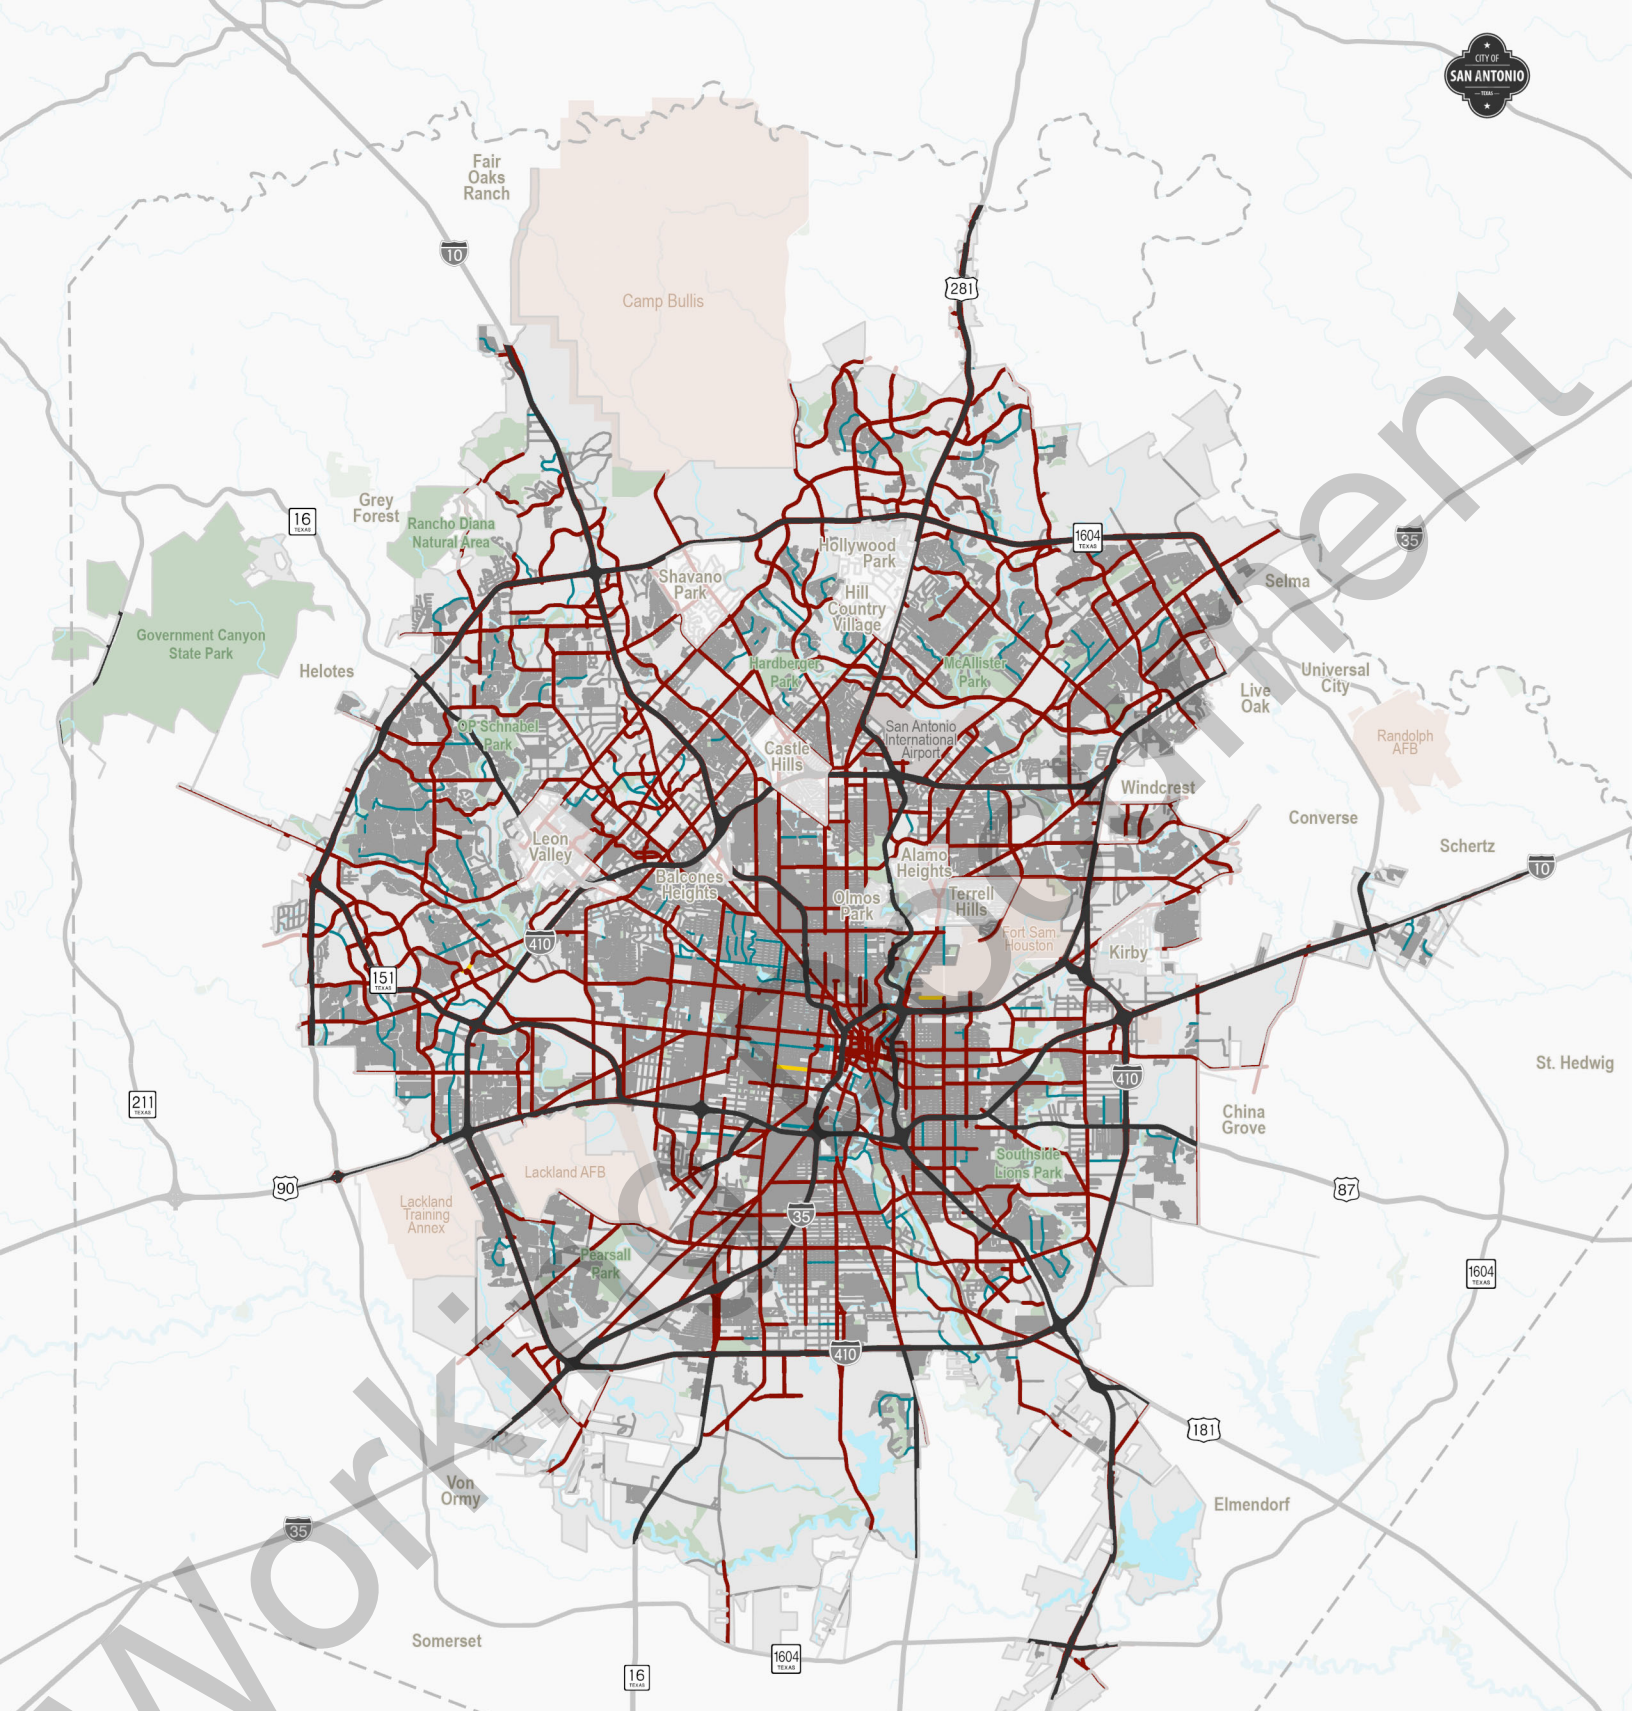 CITY OF
SAN ANTONIO
TEXAS
Fair
Oaks
Ranch
10
Camp Bullis
281
Grey
Forest
16
TEXAS
Rancho Diana
Natural Area
1604
TEXAS
35
Hollywood
Park
Shavano
Park
Hill
Country
Village
Selma
Government Canyon
State Park
Helotes
Hardberger
Park
McAllister
Park
Universal
City
Live
Oak
OP Schnabel
Park
San Antonio
International
Airport
Randolph
AFB
Castle
Hills
Windcrest
Converse
Schertz
Leon
Valley
Alamo
Heights
10
Balcones
Heights
Olmos
Park
Terrell
Hills
Fort Sam
Houston
Kirby
410
151
TEXAS
St. Hedwig
410
211
TEXAS
China
Grove
Southside
Lions Park
Lackland AFB
90
87
Lackland
Training
Annex
35
Pearsall
Park
1604
TEXAS
410
181
Von
Ormy
Elmendorf
35
Somerset
1604
TEXAS
16
TEXAS
Working Document